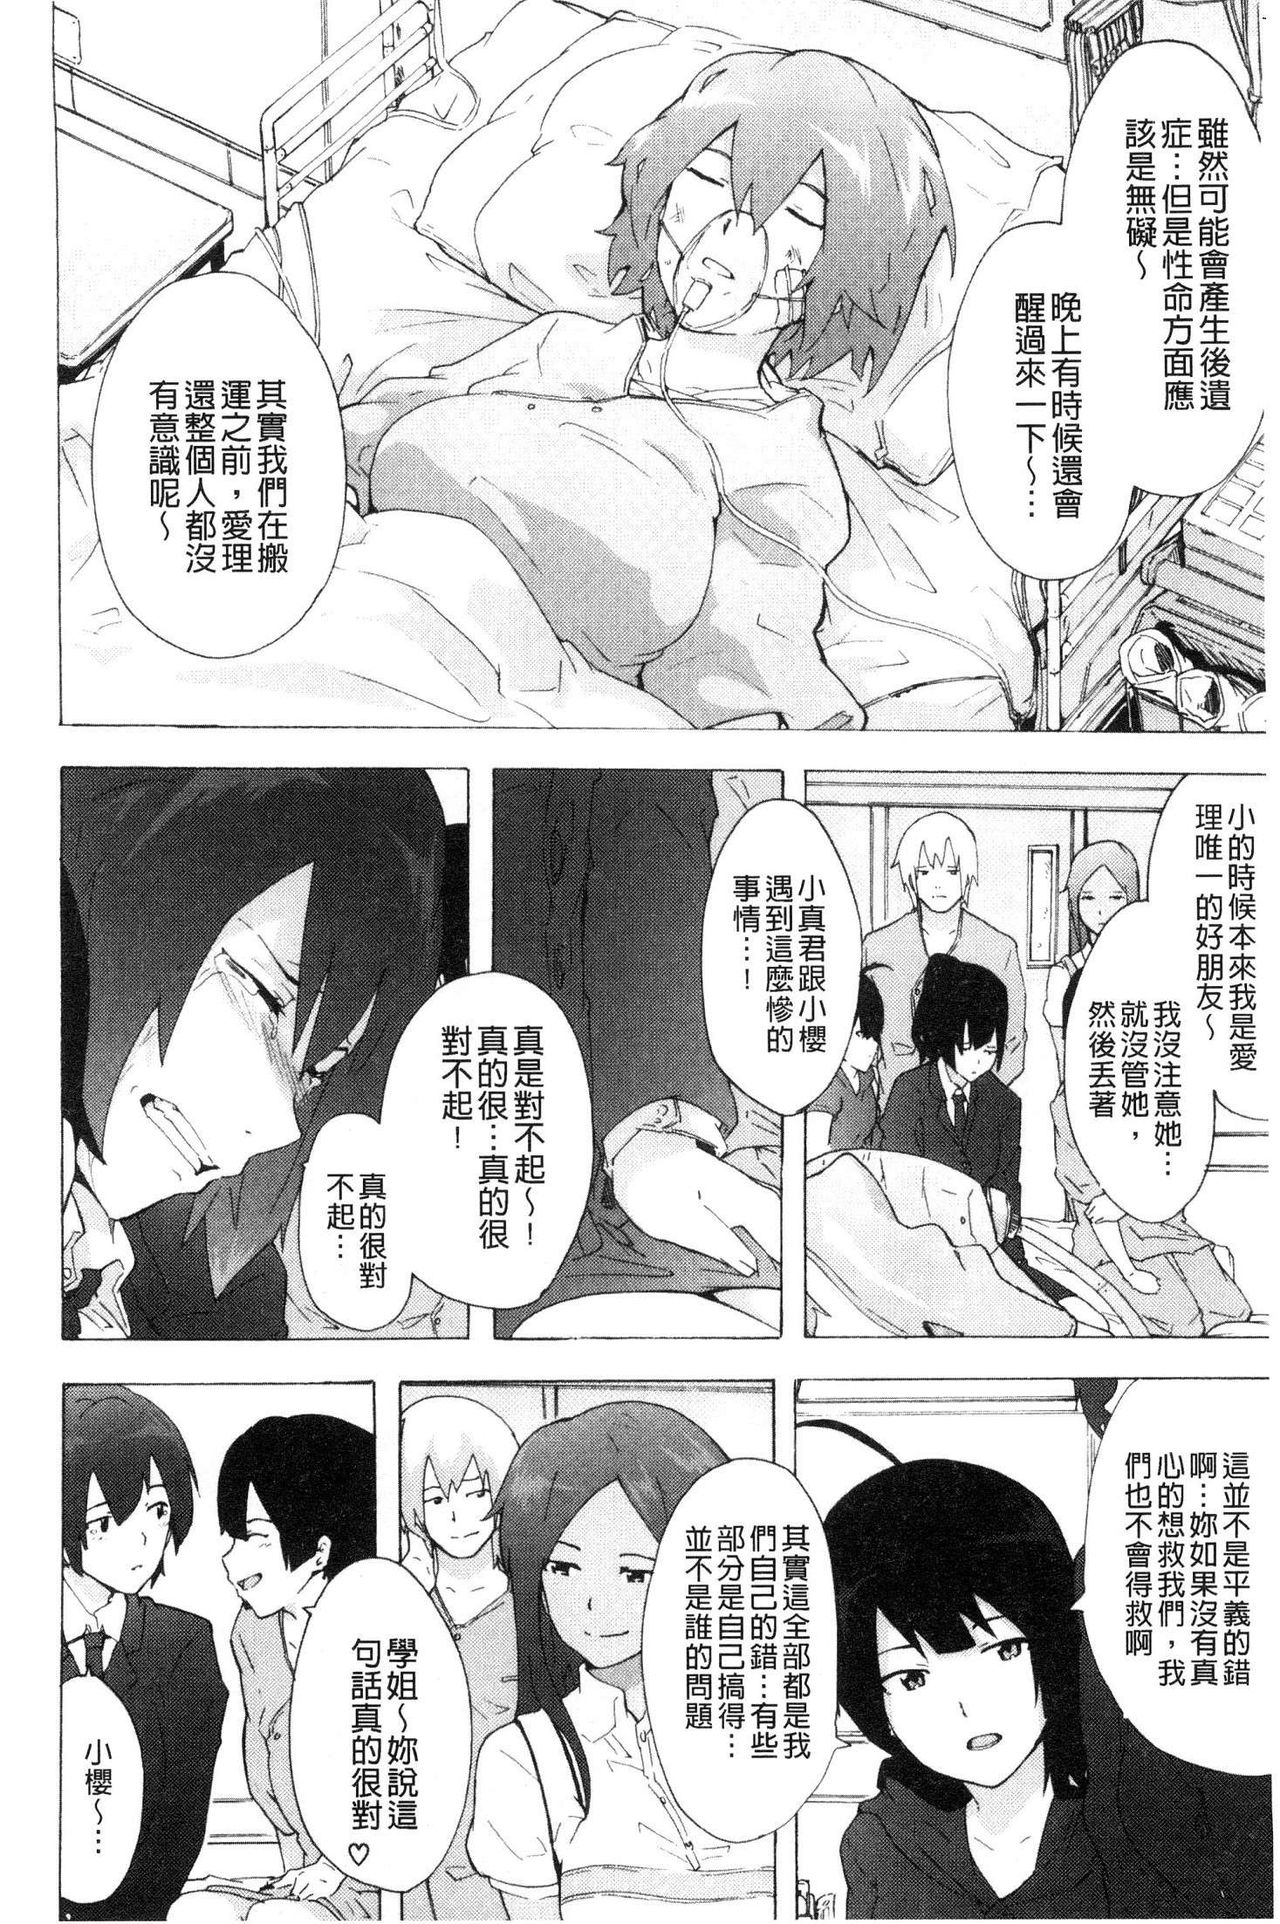 雖然可能會產生後遺
症…但是性命方面應
該是無礙～
晚上有時候還會
醒過來一下～…
其實我們在搬
運之前，愛理
還整個人都沒
有意識呢～
小的時候本來我是愛
理唯一的好朋友～
我沒注意她…
就沒管她，
然後丟著
小真君跟小櫻
遇到這麼慘的
事情…！
真是對不起～！
真的很…真的很
對不起！
真的很對
不起…
這並不是平義的錯
啊…妳如果沒有真
心的想救我們，我
們也不會得救啊
其實這全部都是我
們自己的錯…有些
部分是自己搞得…
並不是誰的問題
學姐～妳說這
句話真的很對♡
小櫻～…